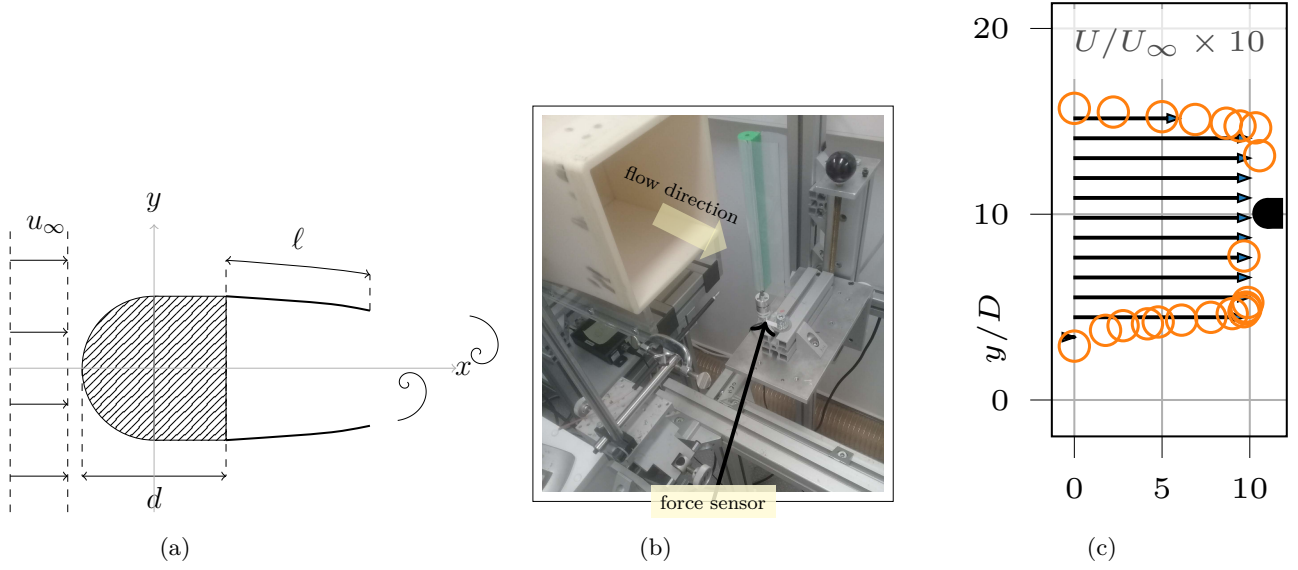 u∞
y
ℓ
x
d
(a)
flow direction
force sensor
(b)
U/U∞ × 10
20
10
0
y/D
0 5 10
(c)